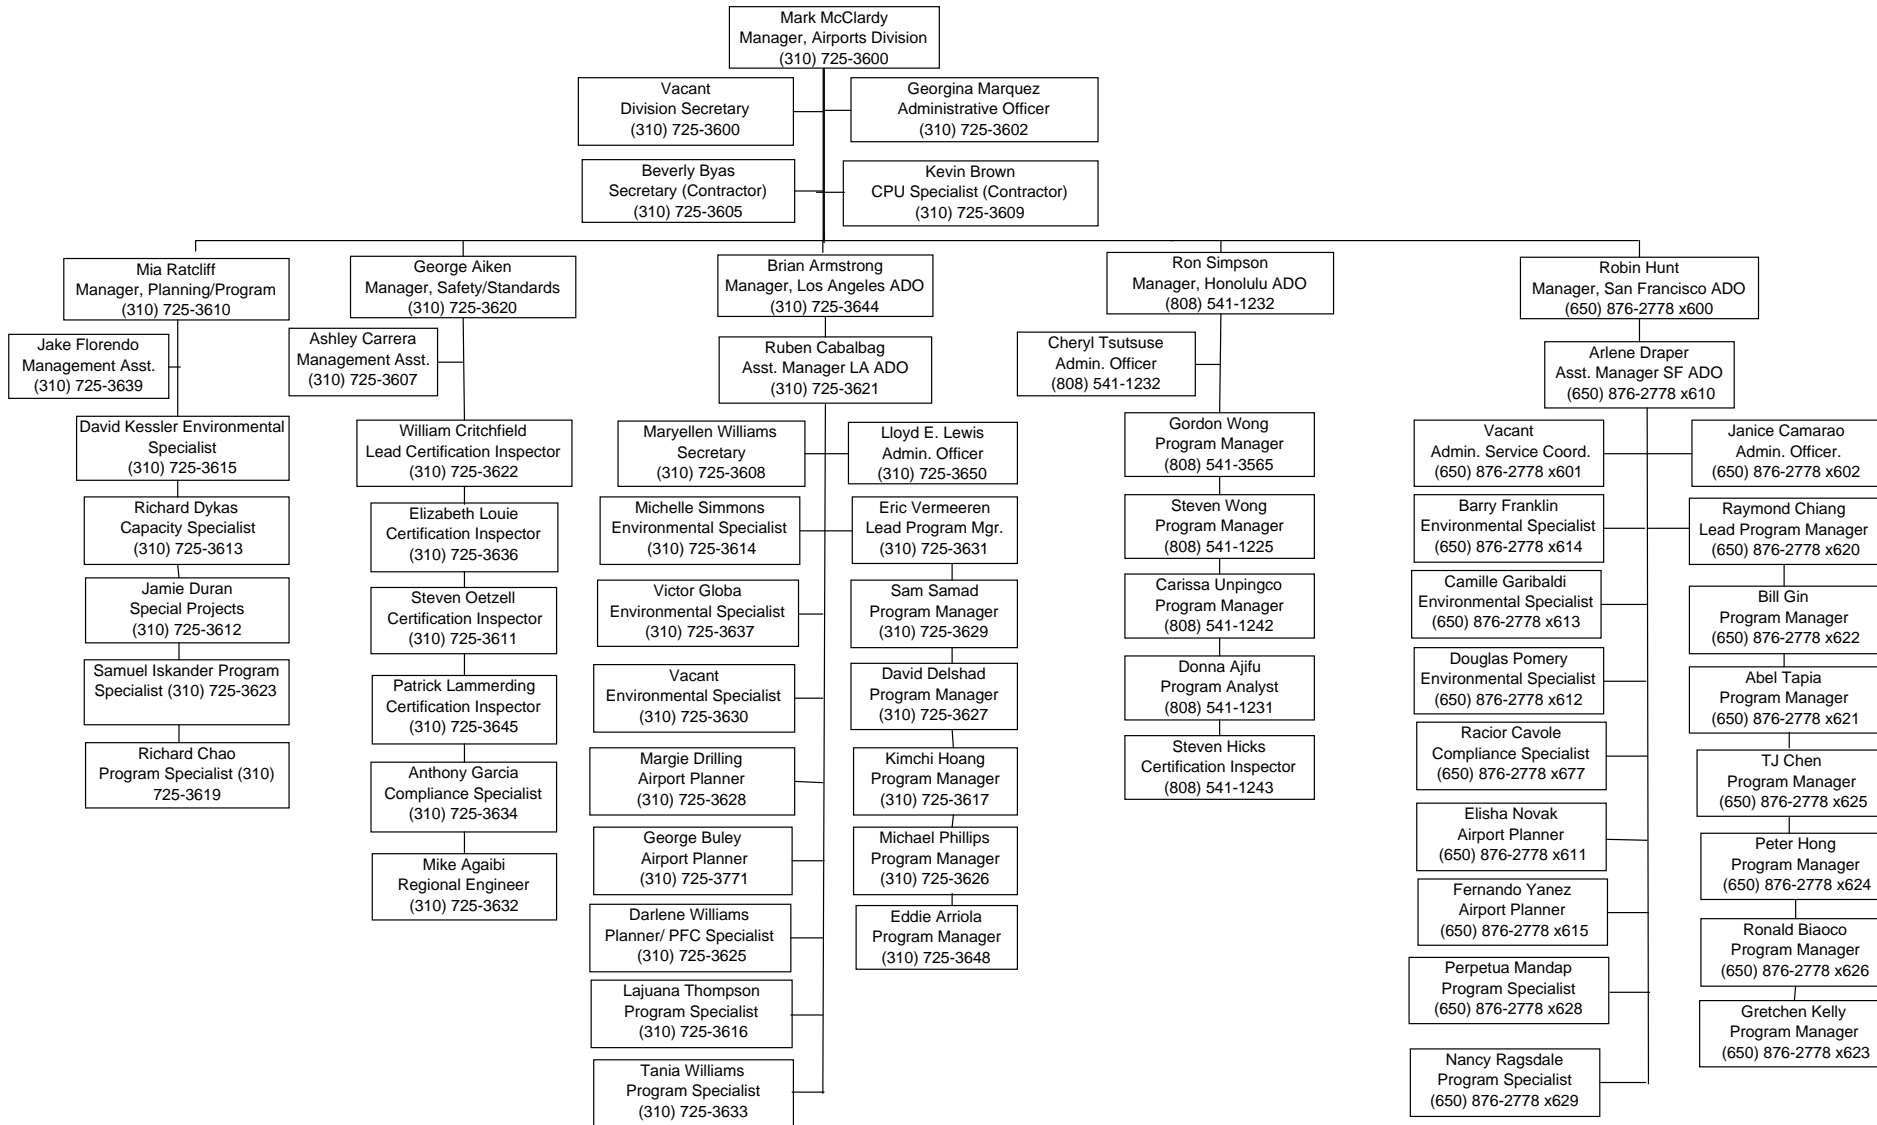 Mark McClardy
Manager, Airports Division
(310) 725-3600
Vacant
Division Secretary
(310) 725-3600
Georgina Marquez
Administrative Officer
(310) 725-3602
Beverly Byas
Secretary (Contractor)
(310) 725-3605
Kevin Brown
CPU Specialist (Contractor)
(310) 725-3609
Mia Ratcliff
Manager, Planning/Program
(310) 725-3610
Jake Florendo
Management Asst.
(310) 725-3639
David Kessler Environmental
Specialist
(310) 725-3615
Richard Dykas
Capacity Specialist
(310) 725-3613
Jamie Duran
Special Projects
(310) 725-3612
Samuel Iskander Program
Specialist (310) 725-3623
Richard Chao
Program Specialist (310)
725-3619
George Aiken
Manager, Safety/Standards
(310) 725-3620
Ashley Carrera
Management Asst.
(310) 725-3607
William Critchfield
Lead Certification Inspector
(310) 725-3622
Elizabeth Louie
Certification Inspector
(310) 725-3636
Steven Oetzell
Certification Inspector
(310) 725-3611
Patrick Lammerding
Certification Inspector
(310) 725-3645
Anthony Garcia
Compliance Specialist
(310) 725-3634
Mike Agaibi
Regional Engineer
(310) 725-3632
Brian Armstrong
Manager, Los Angeles ADO
(310) 725-3644
Ruben Cabalbag
Asst. Manager LA ADO
(310) 725-3621
Maryellen Williams
Secretary
(310) 725-3608
Michelle Simmons
Environmental Specialist
(310) 725-3614
Victor Globa
Environmental Specialist
(310) 725-3637
Vacant
Environmental Specialist
(310) 725-3630
Margie Drilling
Airport Planner
(310) 725-3628
George Buley
Airport Planner
(310) 725-3771
Darlene Williams
Planner/ PFC Specialist
(310) 725-3625
Lajuana Thompson
Program Specialist
(310) 725-3616
Tania Williams
Program Specialist
(310) 725-3633
Lloyd E. Lewis
Admin. Officer
(310) 725-3650
Eric Vermeeren
Lead Program Mgr.
(310) 725-3631
Sam Samad
Program Manager
(310) 725-3629
David Delshad
Program Manager
(310) 725-3627
Kimchi Hoang
Program Manager
(310) 725-3617
Michael Phillips
Program Manager
(310) 725-3626
Eddie Arriola
Program Manager
(310) 725-3648
Ron Simpson
Manager, Honolulu ADO
(808) 541-1232
Cheryl Tsutsuse
Admin. Officer
(808) 541-1232
Gordon Wong
Program Manager
(808) 541-3565
Steven Wong
Program Manager
(808) 541-1225
Carissa Unpingco
Program Manager
(808) 541-1242
Donna Ajifu
Program Analyst
(808) 541-1231
Steven Hicks
Certification Inspector
(808) 541-1243
Robin Hunt
Manager, San Francisco ADO
(650) 876-2778 x600
Arlene Draper
Asst. Manager SF ADO
(650) 876-2778 x610
Vacant
Admin. Service Coord.
(650) 876-2778 x601
Barry Franklin
Environmental Specialist
(650) 876-2778 x614
Camille Garibaldi
Environmental Specialist
(650) 876-2778 x613
Douglas Pomery
Environmental Specialist
(650) 876-2778 x612
Racior Cavole
Compliance Specialist
(650) 876-2778 x677
Elisha Novak
Airport Planner
(650) 876-2778 x611
Fernando Yanez
Airport Planner
(650) 876-2778 x615
Perpetua Mandap
Program Specialist
(650) 876-2778 x628
Nancy Ragsdale
Program Specialist
(650) 876-2778 x629
Janice Camarao
Admin. Officer.
(650) 876-2778 x602
Raymond Chiang
Lead Program Manager
(650) 876-2778 x620
Bill Gin
Program Manager
(650) 876-2778 x622
Abel Tapia
Program Manager
(650) 876-2778 x621
TJ Chen
Program Manager
(650) 876-2778 x625
Peter Hong
Program Manager
(650) 876-2778 x624
Ronald Biaoco
Program Manager
(650) 876-2778 x626
Gretchen Kelly
Program Manager
(650) 876-2778 x623